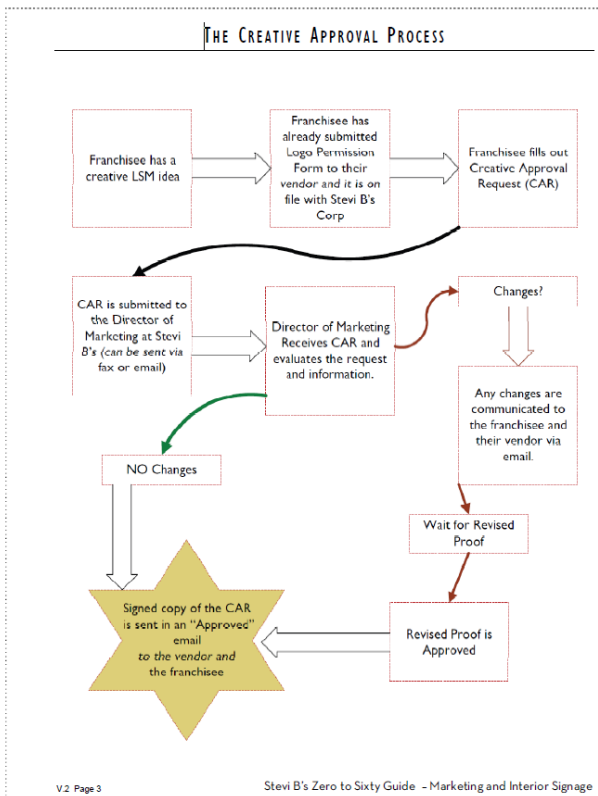 THE CREATIVE APPROVAL PROCESS
Franchisee has a
creative LSM idea
Franchisee has
already submitted
Logo Permission
Form to their
vendor and it is on
file with Stevi B's
Corp
Franchisee fills out
Creative Approval
Request (CAR)
CAR is submitted to
the Director of
Marketing at Stevi
B's (can be sent via
fax or email)
Director of Marketing
Receives CAR and
evaluates the request
and information.
Changes?
Any changes are
communicated to
the franchisee and
their vendor via
email.
NO Changes
Wait for Revised
Proof
Signed copy of the CAR
is sent in an “Approved”
email
to the vendor and
the franchisee
Revised Proof is
Approved
V.2 Page 3
Stevi B's Zero to Sixty Guide – Marketing and Interior Signage